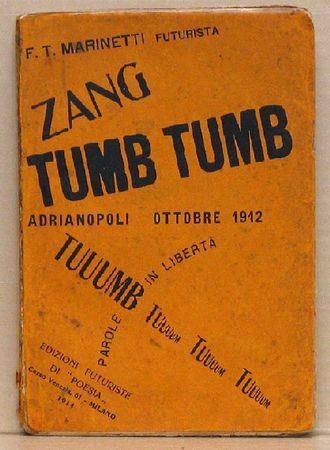 F. T. MARINETTI FUTURISTA
ZANG
TUMB TUMB
ADRIANOPOLI OTTOBRE 1912
TUUUMB TUUUUM TUUUUM TUUUUM
PAROLE IN LIBERTÀ
EDIZIONI FUTURISTE
DI "POESIA"
Corso Venezia, 61 - MILANO
1914